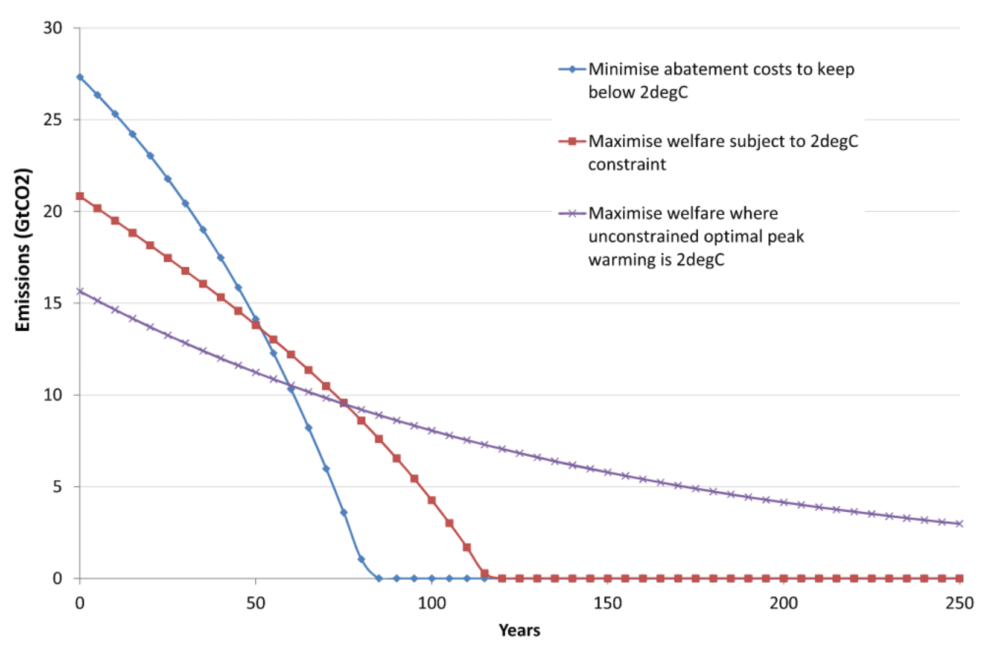 30
25
20
15
10
5
0
Emissions (GtCO2)
Minimise abatement costs to keep
below 2degC
Maximise welfare subject to 2degC
constraint
Maximise welfare where
unconstrained optimal peak
warming is 2degC
0
50
100
150
200
250
Years